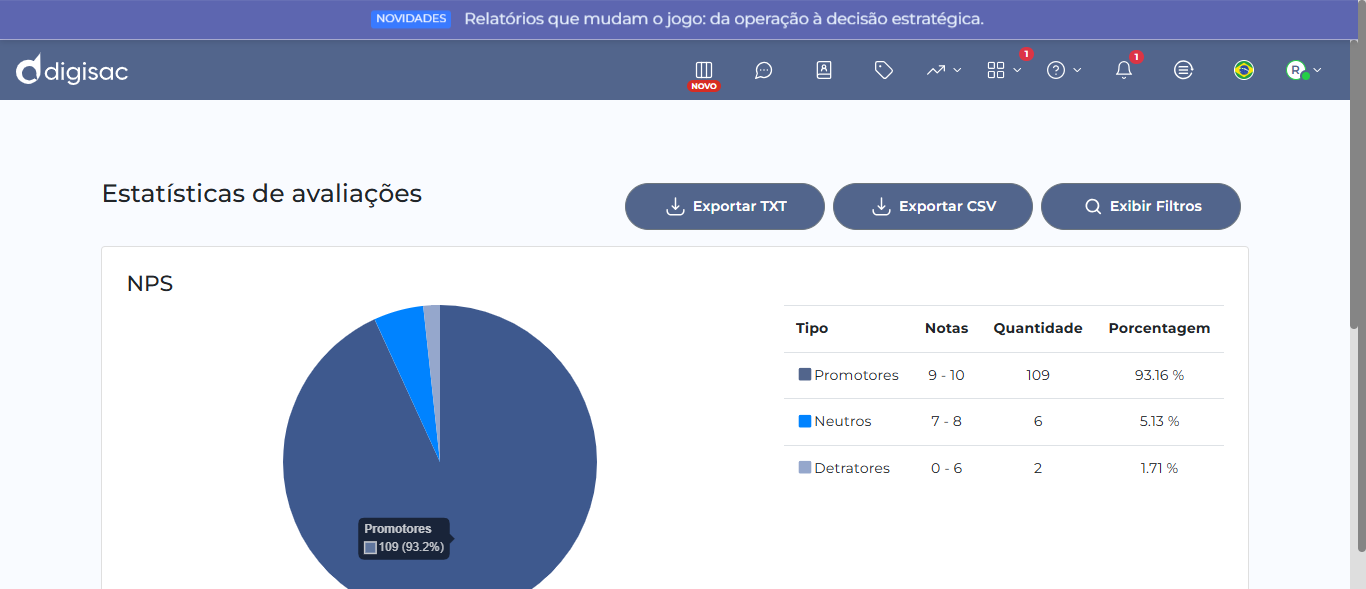 NOVIDADES Relatórios que mudam o jogo: da operação à decisão estratégica.
digisac
NOVO
1
1
R
Estatísticas de avaliações
Exportar TXT
Exportar CSV
Exibir Filtros
NPS
Tipo Notas Quantidade Porcentagem
Promotores 9 - 10 109 93.16 %
Neutros 7 - 8 6 5.13 %
Detratores 0 - 6 2 1.71 %
Promotores
109 (93.2%)